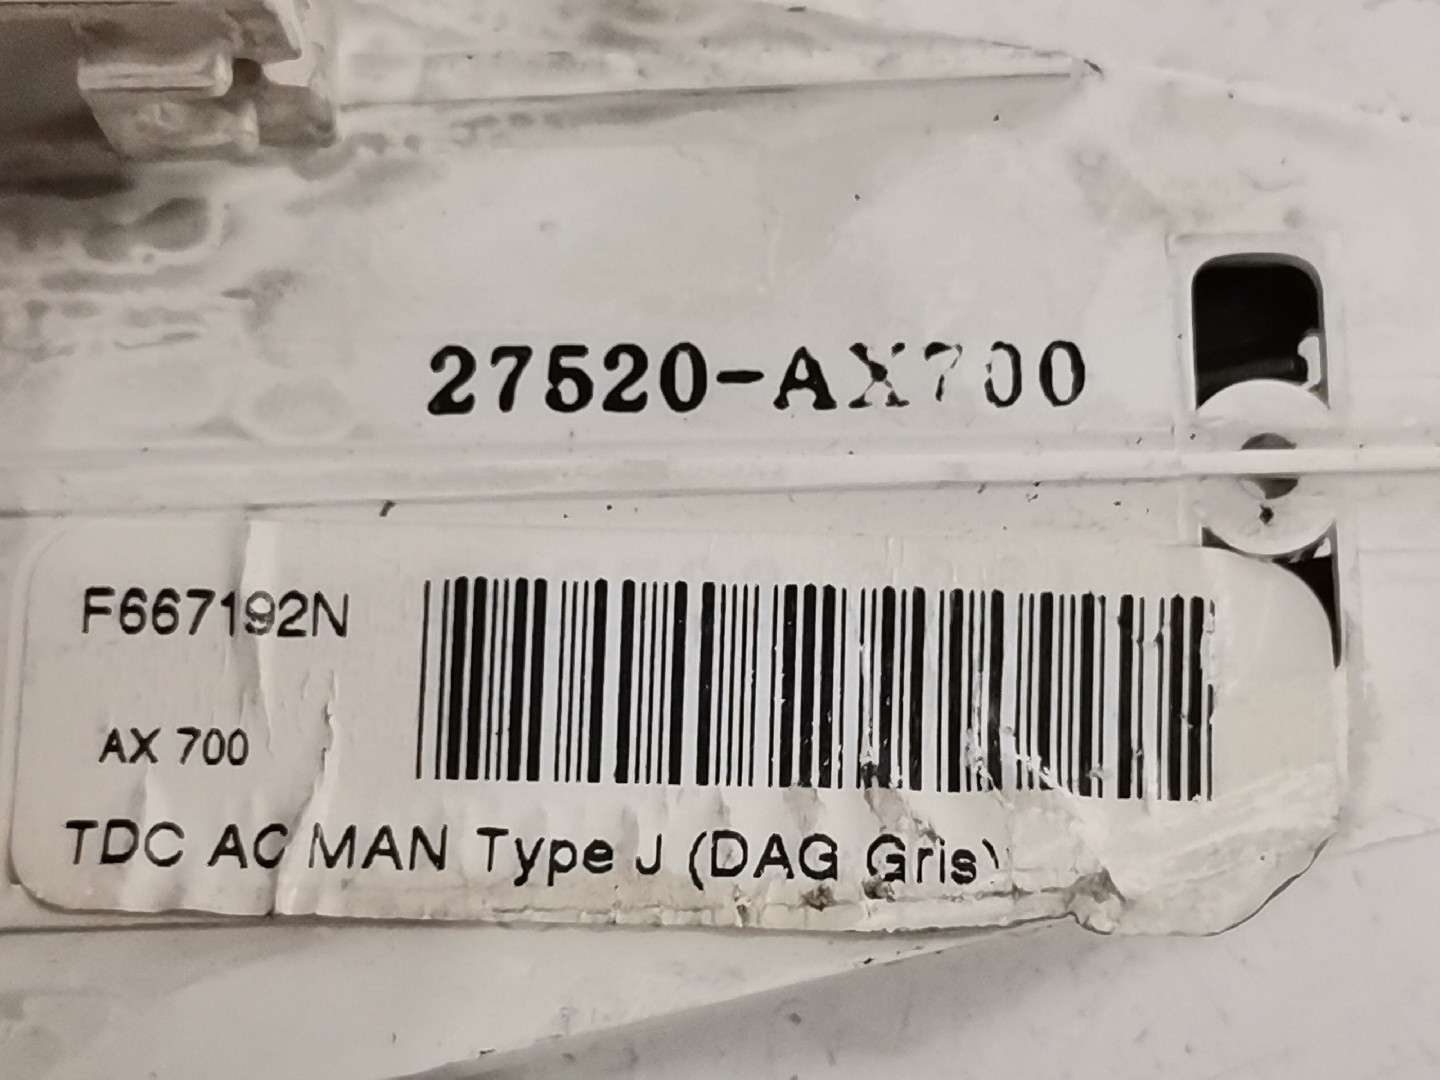 27520-AX700
F667192N
AX 700
TDC AC MAN Type J (DAG Gris)